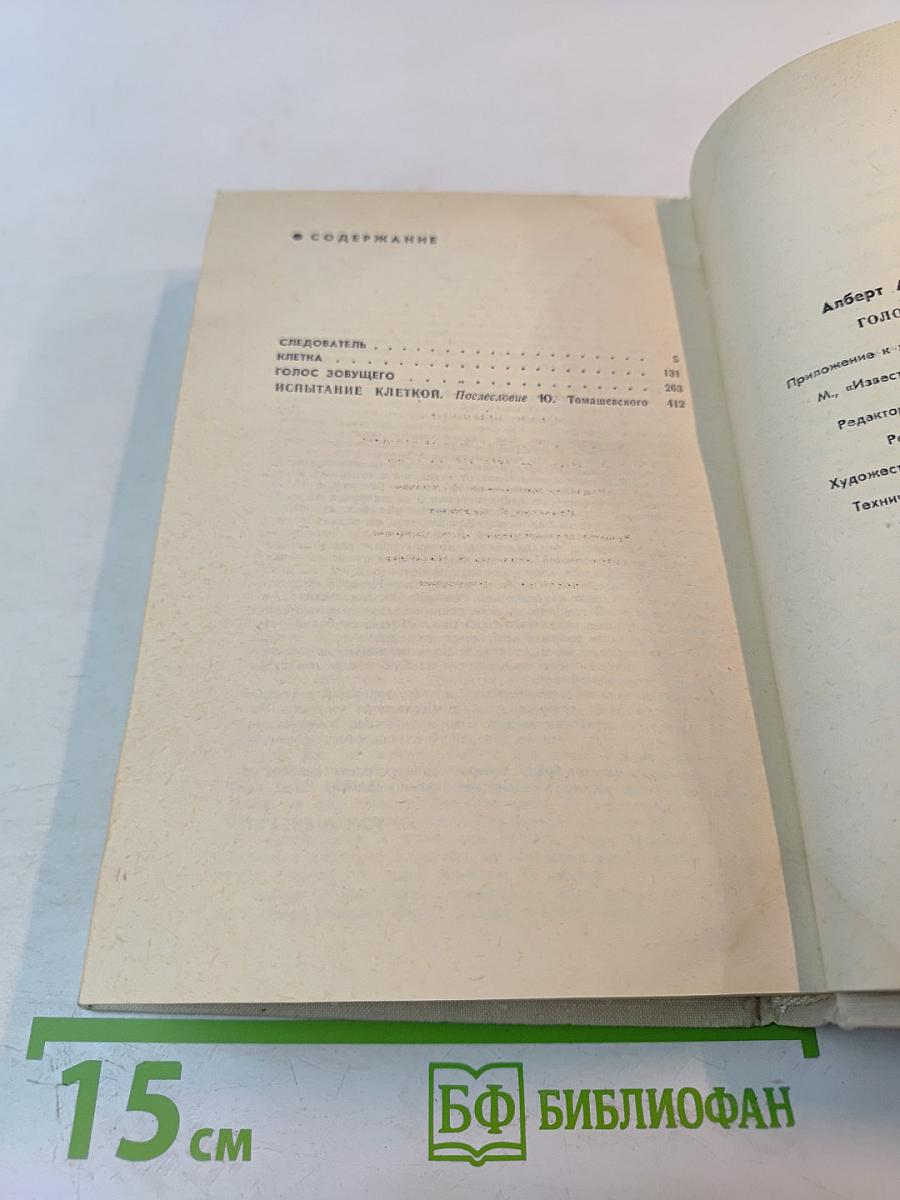 ● СОДЕРЖАНИЕ
СЛЕДОВАТЕЛЬ . . . . . . . . . . . . . . . . . . . 5
КЛЕТКА . . . . . . . . . . . . . . . . . . . . . 131
ГОЛОС ЗОВУЩЕГО . . . . . . . . . . . . . . . . 263
ИСПЫТАНИЕ КЛЕТКОЙ. Послесловие Ю. Томашевского 412
Алберт
ГОЛО
Приложение к
М., «Извест
Редактор
Ре
Художест
Технич
15 см
БФ БИБЛИОФАН